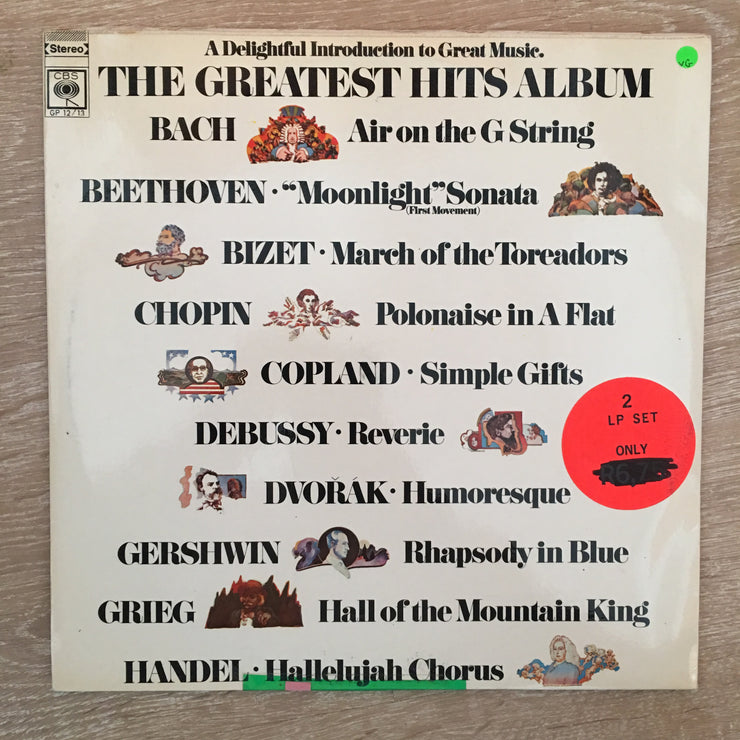 Stereo
CBS
GP 12/13
VG
A Delightful Introduction to Great Music.
THE GREATEST HITS ALBUM
BACH Air on the G String
BEETHOVEN · “Moonlight” Sonata
(First Movement)
BIZET · March of the Toreadors
CHOPIN Polonaise in A Flat
COPLAND · Simple Gifts
DEBUSSY · Reverie
DVOŘÁK · Humoresque
GERSHWIN Rhapsody in Blue
GRIEG Hall of the Mountain King
HANDEL · Hallelujah Chorus
2
LP SET
ONLY